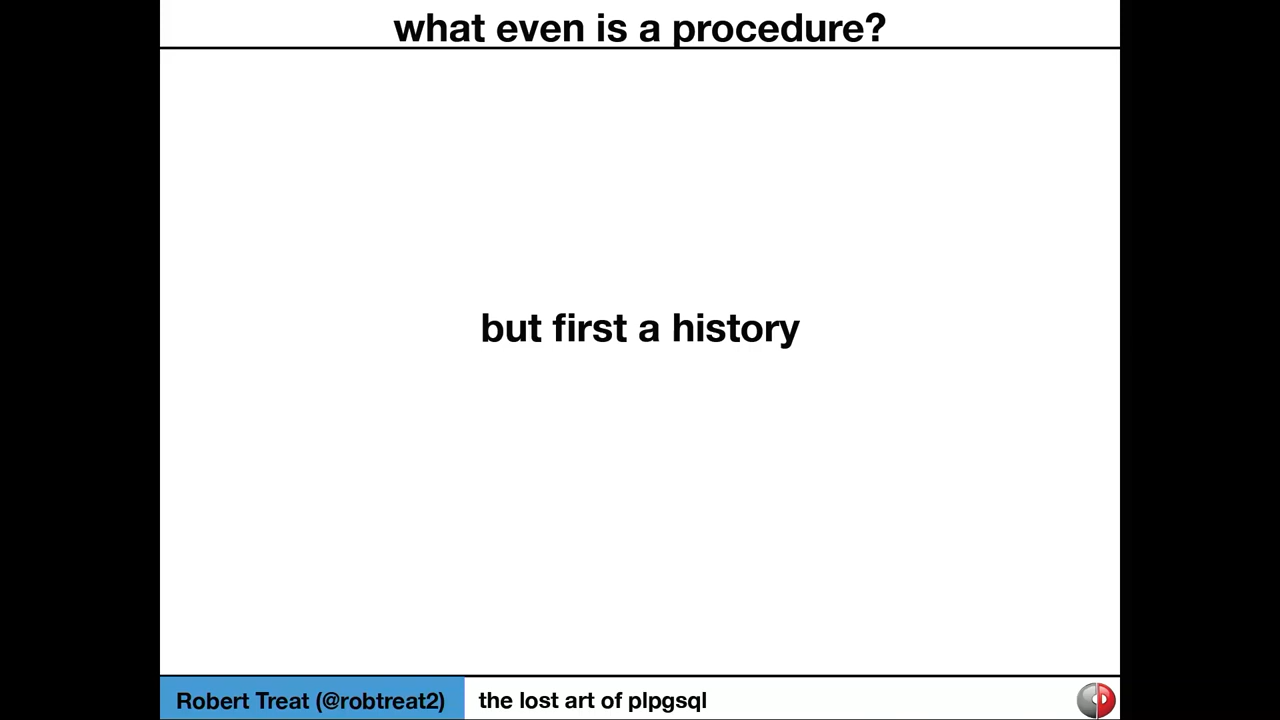 what even is a procedure?
but first a history
Robert Treat (@robtreat2)
the lost art of plpgsql